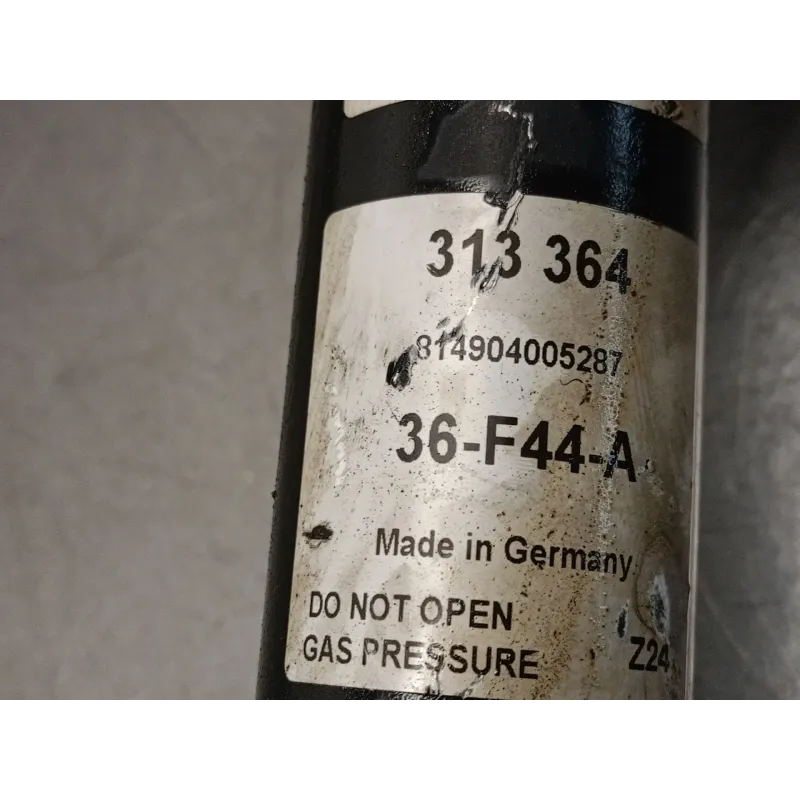 313 364
814904005287
36-F44-A
Made in Germany
DO NOT OPEN
GAS PRESSURE Z24